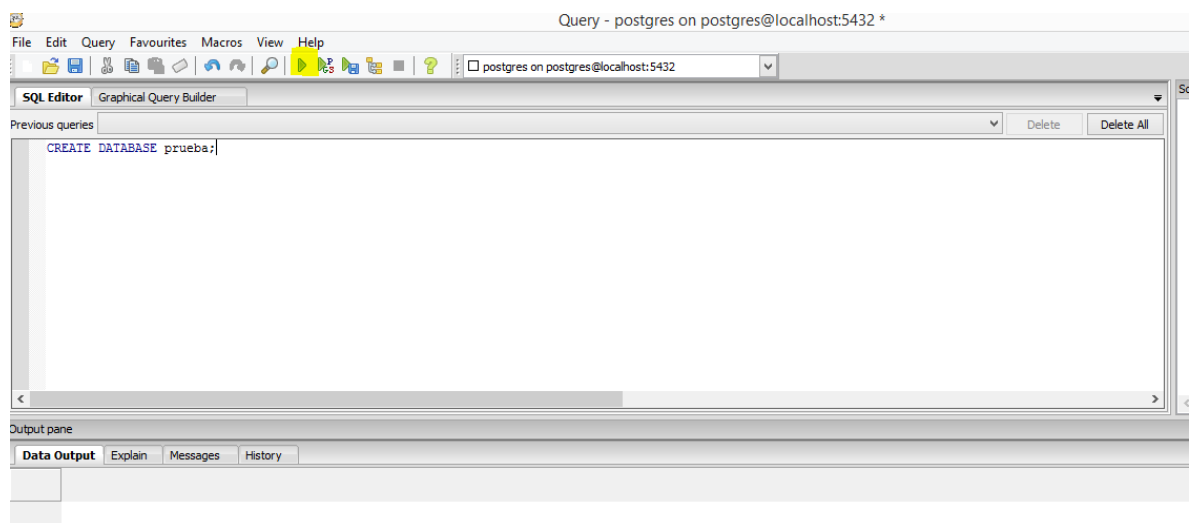 Query - postgres on postgres@localhost:5432 *
File Edit Query Favourites Macros View Help
postgres on postgres@localhost:5432
SQL Editor Graphical Query Builder
Previous queries Delete Delete All
CREATE DATABASE prueba;
Output pane
Data Output Explain Messages History